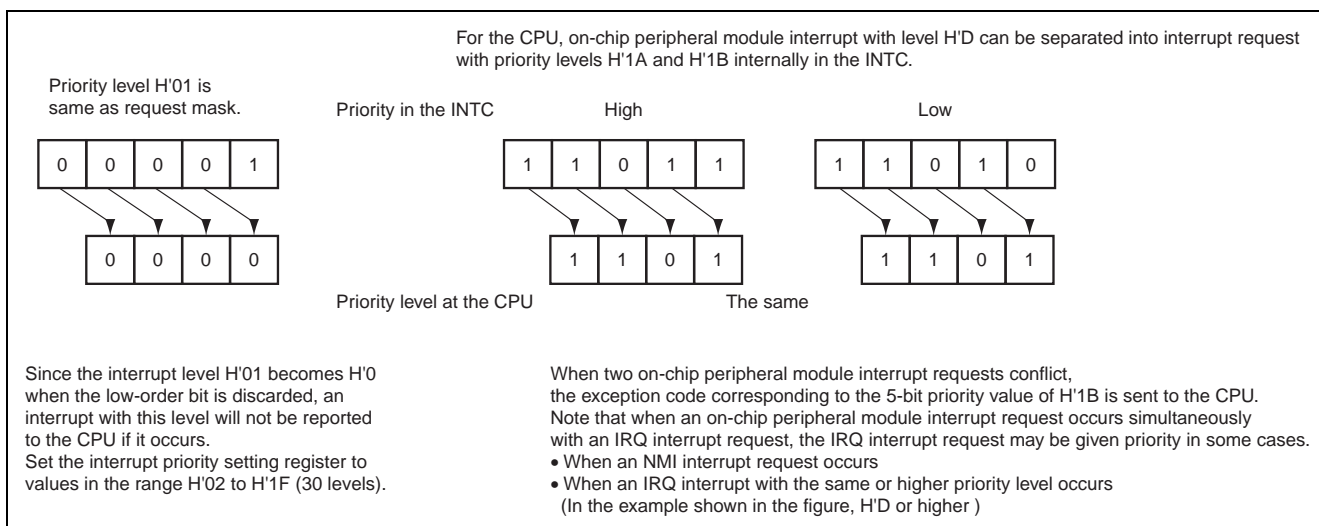 For the CPU, on-chip peripheral module interrupt with level H'D can be separated into interrupt request
with priority levels H'1A and H'1B internally in the INTC.
Priority level H'01 is
same as request mask.
Priority in the INTC
High
Low
0 0 0 0 1
1 1 0 1 1
1 1 0 1 0
0 0 0 0
1 1 0 1
1 1 0 1
Priority level at the CPU
The same
Since the interrupt level H'01 becomes H'0
when the low-order bit is discarded, an
interrupt with this level will not be reported
to the CPU if it occurs.
Set the interrupt priority setting register to
values in the range H'02 to H'1F (30 levels).
When two on-chip peripheral module interrupt requests conflict,
the exception code corresponding to the 5-bit priority value of H'1B is sent to the CPU.
Note that when an on-chip peripheral module interrupt request occurs simultaneously
with an IRQ interrupt request, the IRQ interrupt request may be given priority in some cases.
• When an NMI interrupt request occurs
• When an IRQ interrupt with the same or higher priority level occurs
(In the example shown in the figure, H'D or higher )